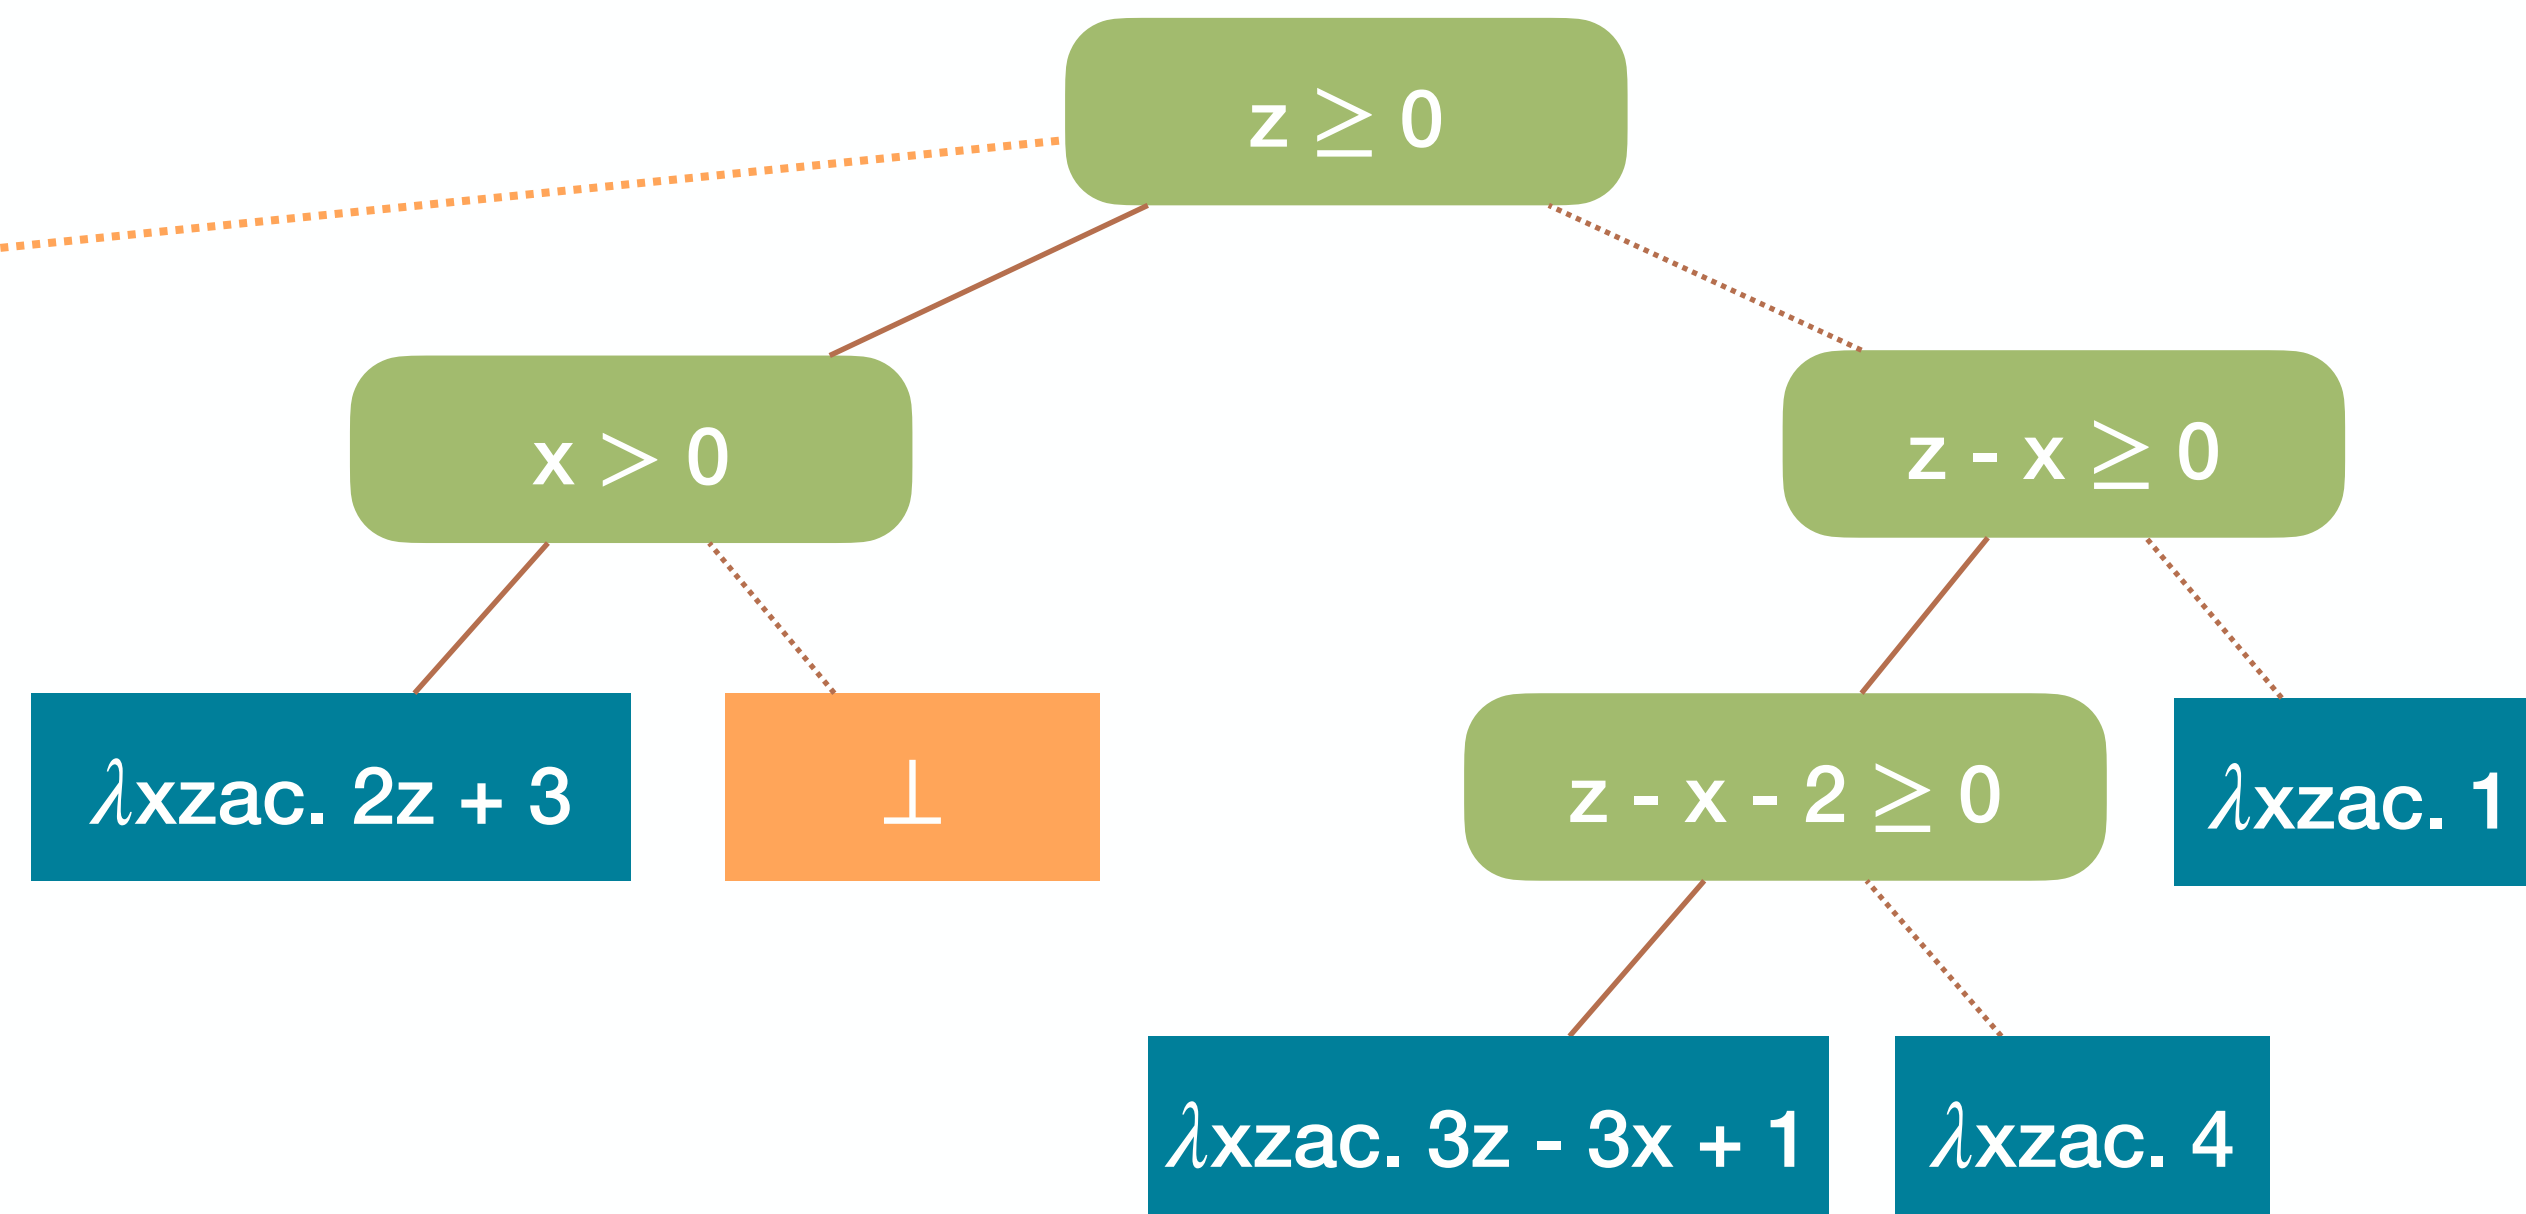 z ≥ 0
x > 0
z - x ≥ 0
λxzac. 2z + 3
⊥
z - x - 2 ≥ 0
λxzac. 1
λxzac. 3z - 3x + 1
λxzac. 4